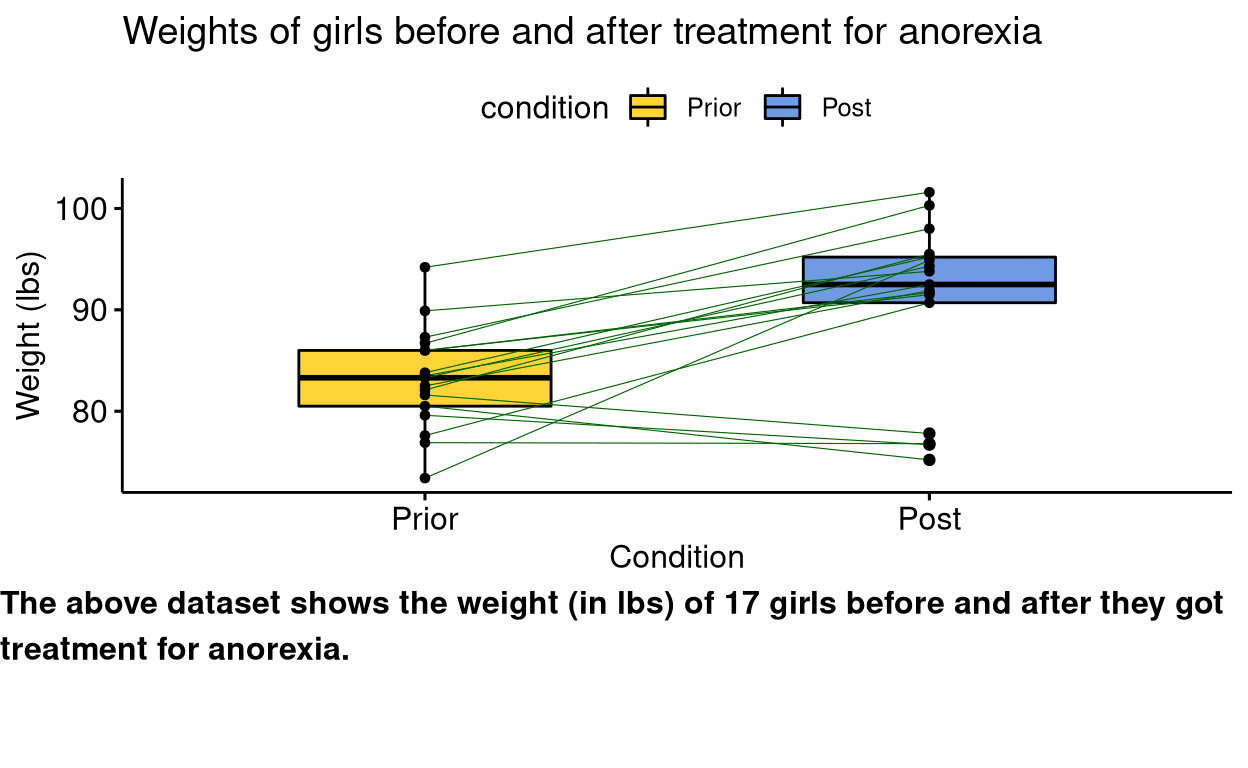 Weights of girls before and after treatment for anorexia
condition Prior Post
100
90
80
Weight (lbs)
Prior Post
Condition
The above dataset shows the weight (in lbs) of 17 girls before and after they got
treatment for anorexia.